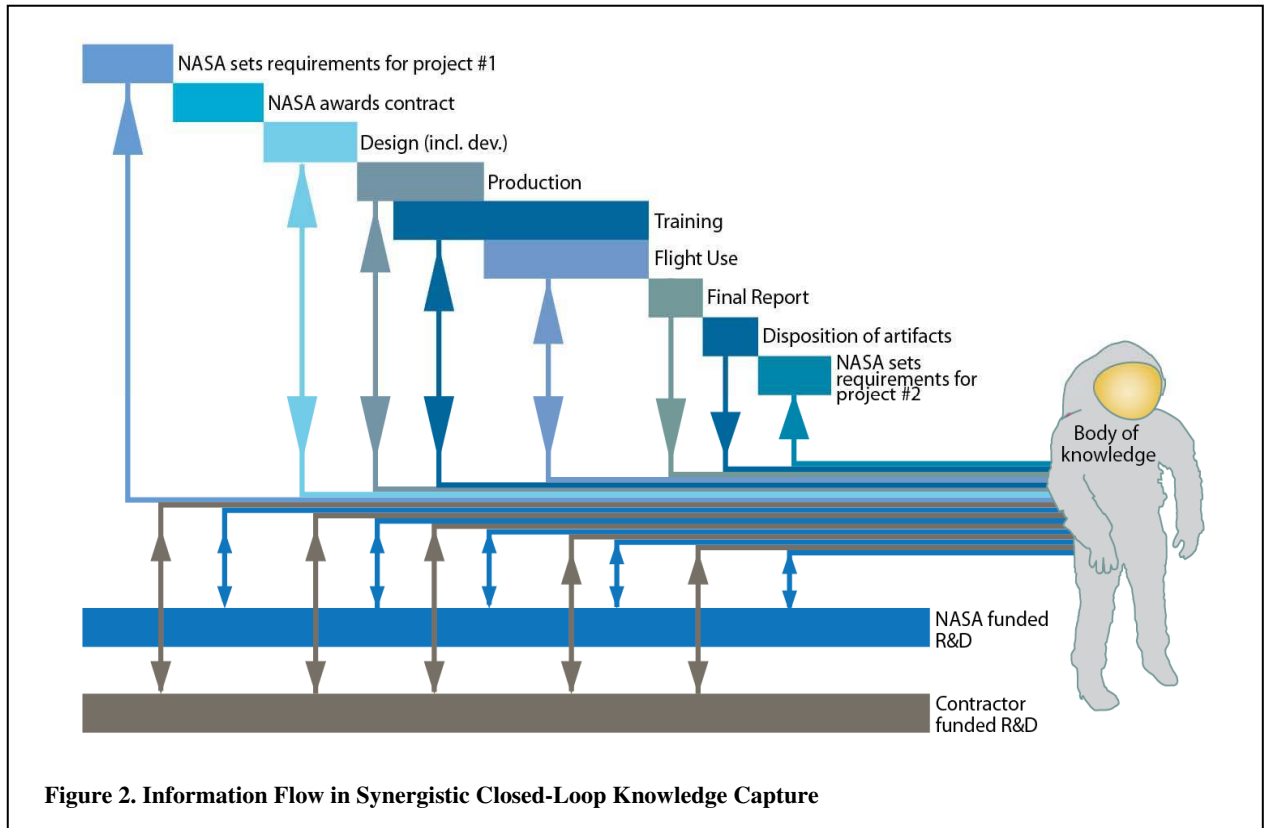 NASA sets requirements for project #1
NASA awards contract
Design (incl. dev.)
Production
Training
Flight Use
Final Report
Disposition of artifacts
NASA sets
requirements for
project #2
Body of
knowledge
NASA funded
R&D
Contractor
funded R&D
Figure 2. Information Flow in Synergistic Closed-Loop Knowledge Capture